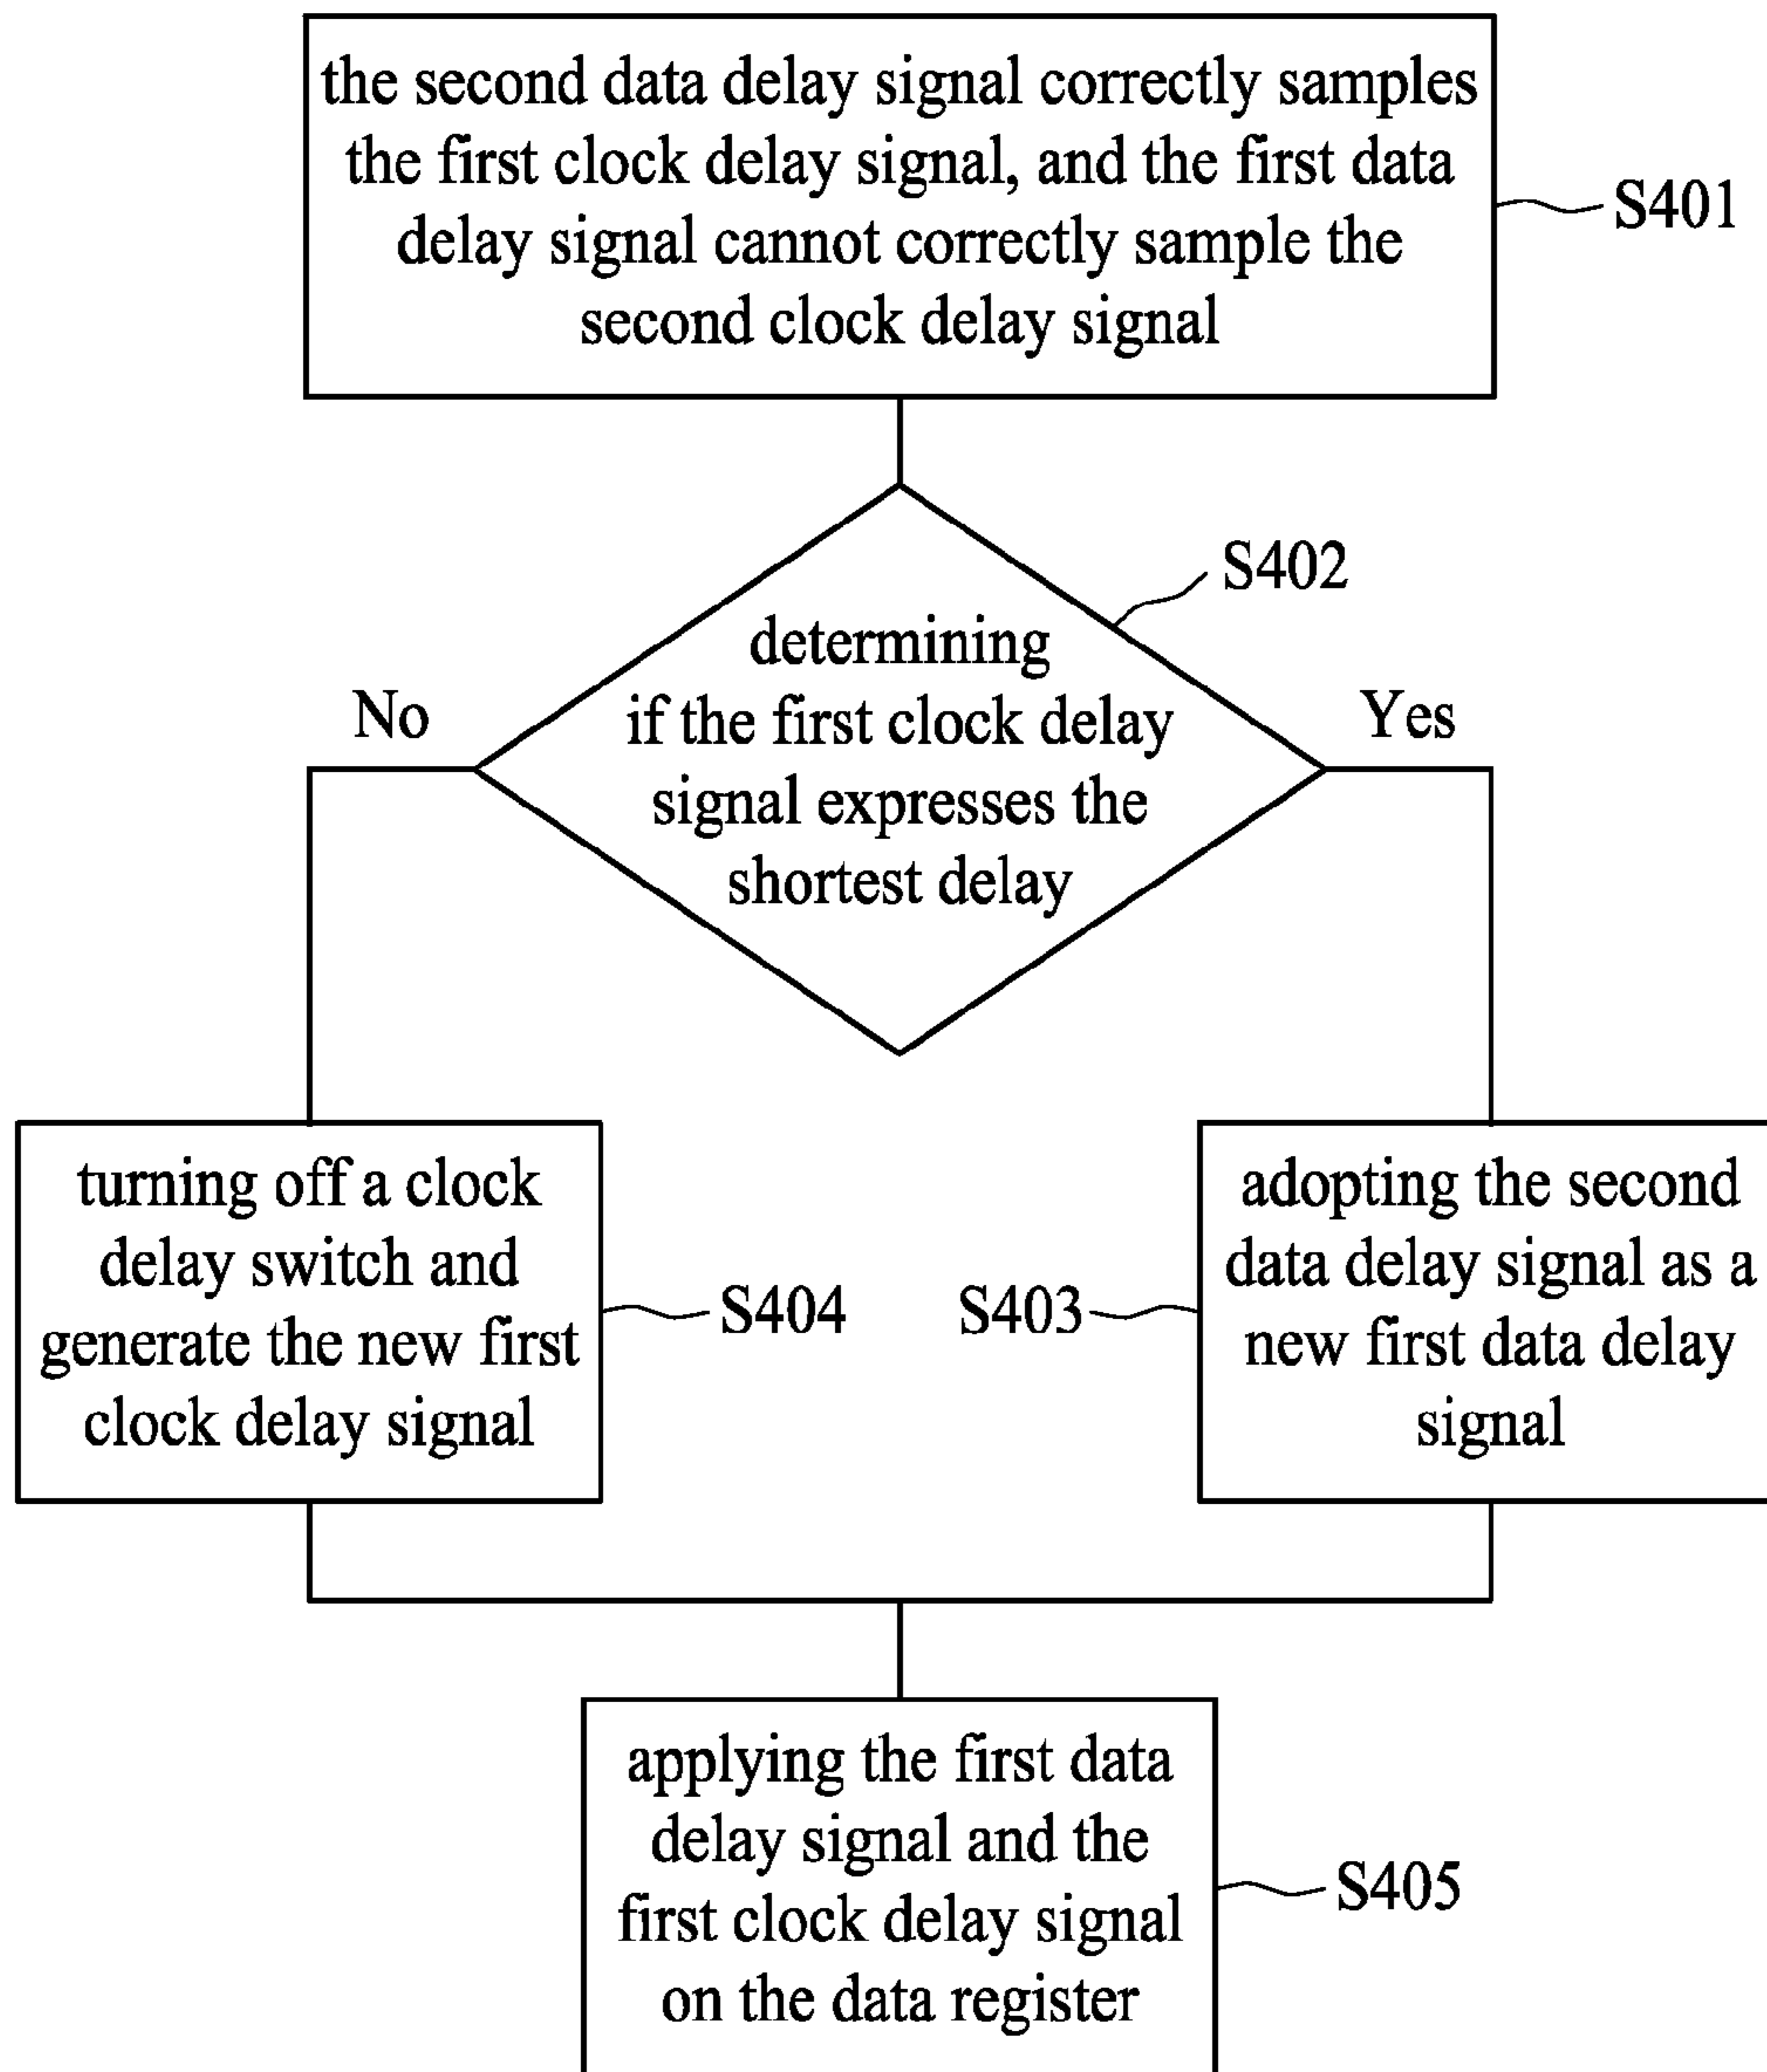 the second data delay signal correctly samples
the first clock delay signal, and the first data
delay signal cannot correctly sample the
second clock delay signal
S401
S402
determining
if the first clock delay
signal expresses the
shortest delay
No
Yes
turning off a clock
delay switch and
generate the new first
clock delay signal
S404
S403
adopting the second
data delay signal as a
new first data delay
signal
applying the first data
delay signal and the
first clock delay signal
on the data register
S405